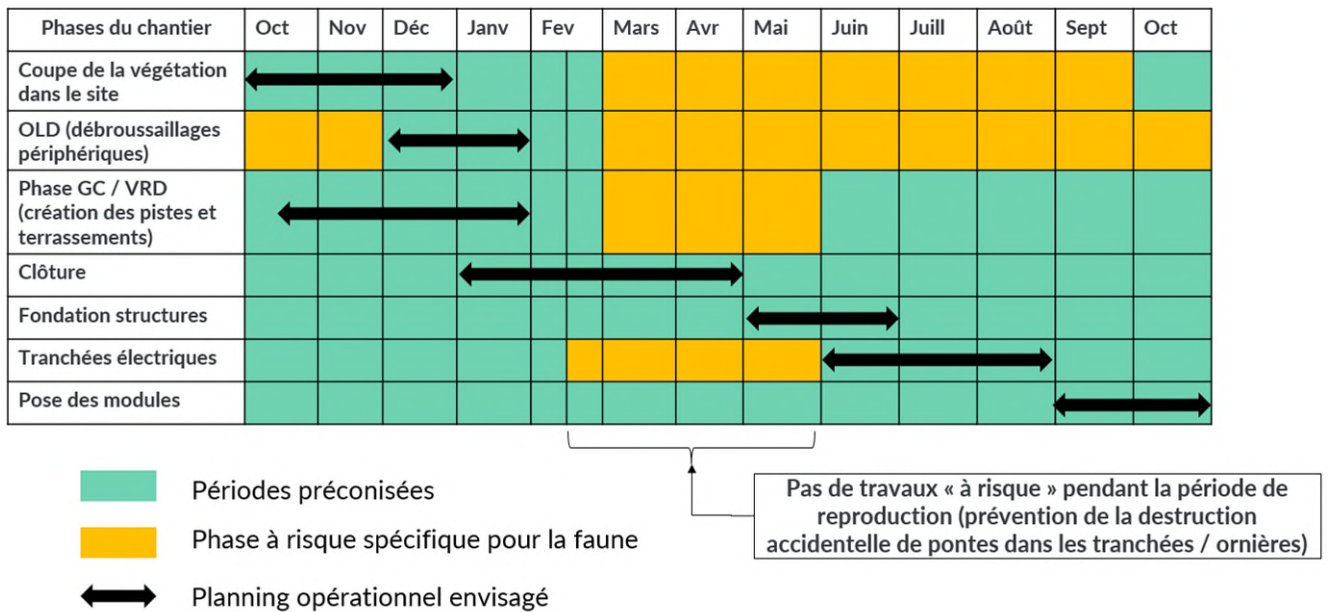 Phases du chantier Oct Nov Déc Janv Fev Mars Avr Mai Juin Juill Août Sept Oct
Coupe de la végétation
dans le site
OLD (débroussaillages
périphériques)
Phase GC / VRD
(création des pistes et
terrassements)
Clôture
Fondation structures
Tranchées électriques
Pose des modules
Périodes préconisées
Phase à risque spécifique pour la faune
Planning opérationnel envisagé
Pas de travaux « à risque » pendant la période de
reproduction (prévention de la destruction
accidentelle de pontes dans les tranchées / ornières)